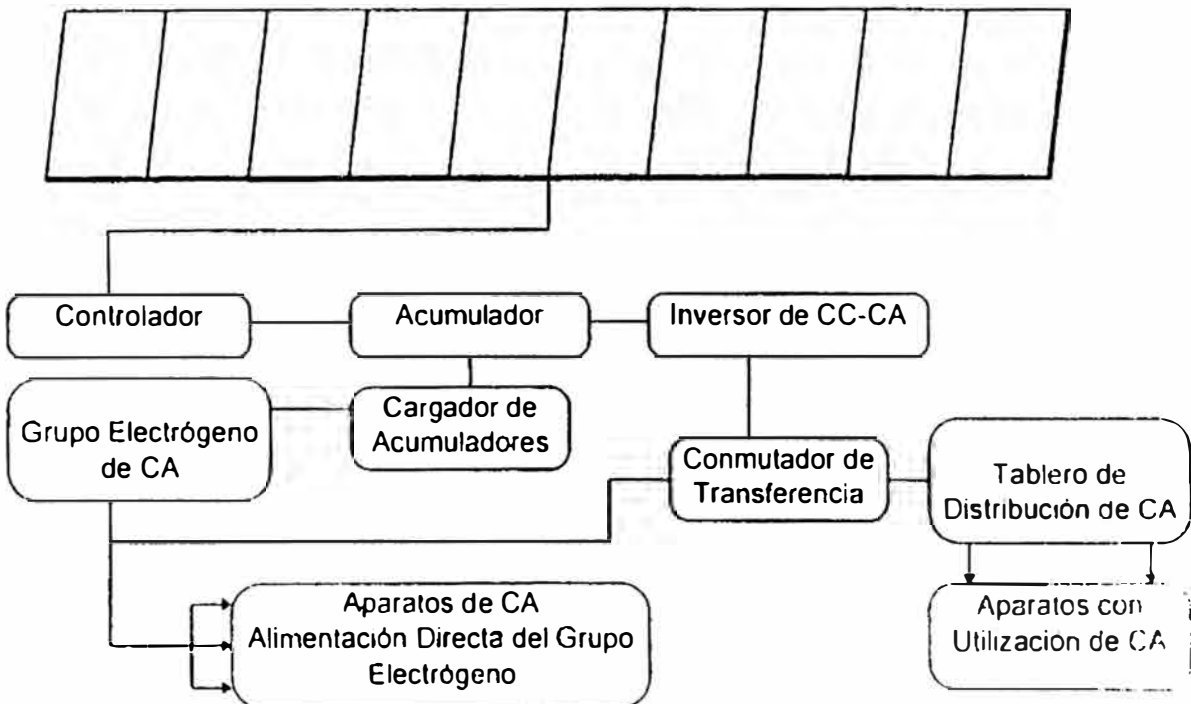 Controlador
Acumulador
Inversor de CC-CA
Grupo Electrógeno
de CA
Cargador de
Acumuladores
Conmutador de
Transferencia
Tablero de
Distribución de CA
Aparatos de CA
Alimentación Directa del Grupo
Electrógeno
Aparatos con
Utilización de CA